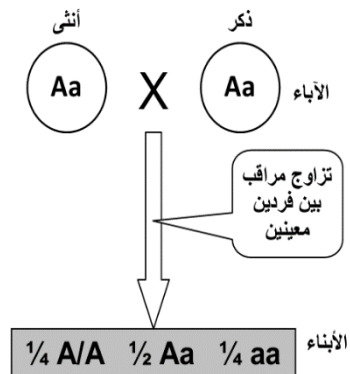 ذكر أنثى
الآباء Aa X Aa
تزاوج مراقب
بين فردين
معينين
الأبناء
¼ A/A ½ Aa ¼ aa